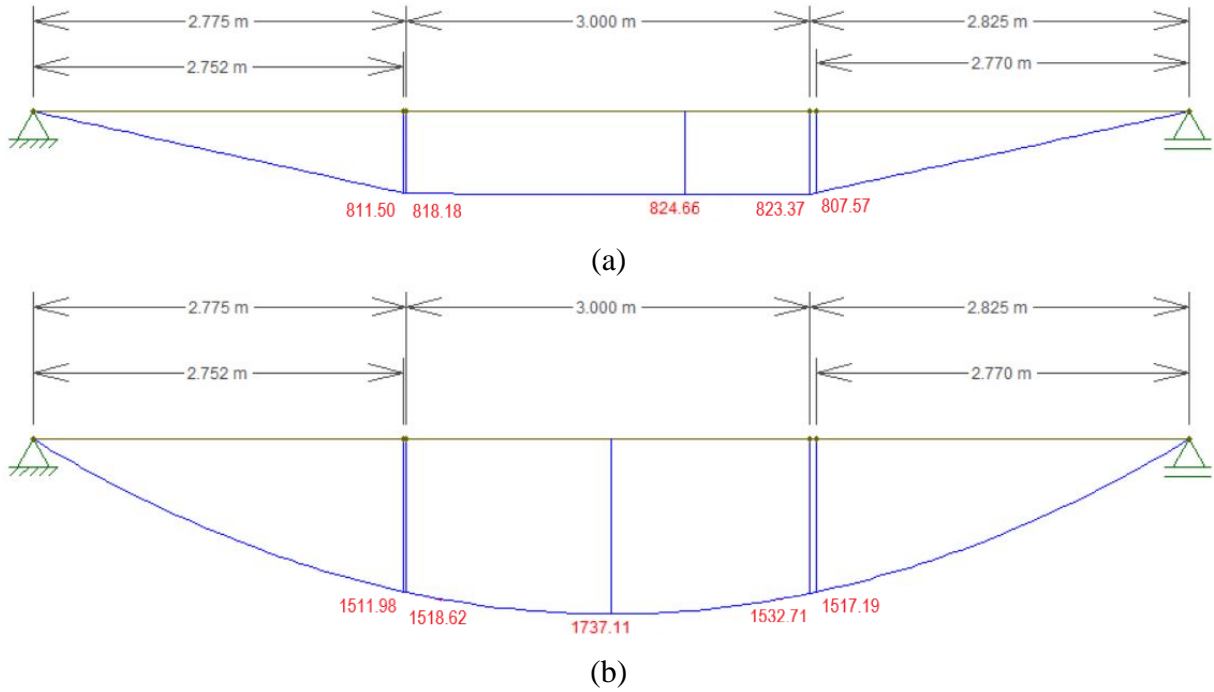 2.775 m 3.000 m 2.825 m
2.752 m 2.770 m
811.50 818.18 824.66 823.37 807.57
(a)
2.775 m 3.000 m 2.825 m
2.752 m 2.770 m
1511.98 1518.62 1737.11 1532.71 1517.19
(b)